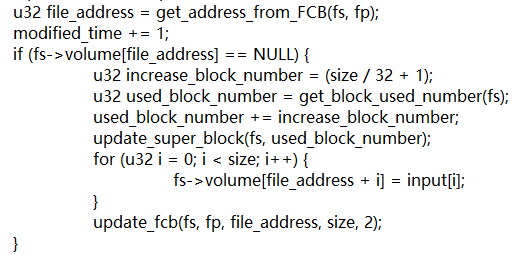 u32 file_address = get_address_from_FCB(fs, fp);
modified_time += 1;
if (fs->volume[file_address] == NULL) {
u32 increase_block_number = (size / 32 + 1);
u32 used_block_number = get_block_used_number(fs);
used_block_number += increase_block_number;
update_super_block(fs, used_block_number);
for (u32 i = 0; i < size; i++) {
fs->volume[file_address + i] = input[i];
}
update_fcb(fs, fp, file_address, size, 2);
}